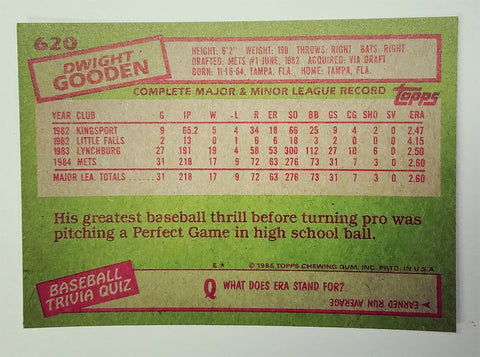 620
DWIGHT
GOODEN
HEIGHT: 6'2" WEIGHT: 198 THROWS: RIGHT BATS: RIGHT
DRAFTED: METS #1-JUNE, 1982 ACQUIRED: VIA DRAFT
BORN: 11-16-64, TAMPA, FLA. HOME: TAMPA, FLA.
COMPLETE MAJOR & MINOR LEAGUE RECORD
topps
YEAR CLUB G IP W L R ER SO BB GS CG SHO SV ERA
1982 KINGSPORT 9 65.2 5 4 34 18 66 25 9 4 2 0 2.47
1982 LITTLE FALLS 2 13 0 1 11 6 18 3 2 0 0 0 4.15
1983 LYNCHBURG 27 191 19 4 58 53 300 112 27 10 6 0 2.50
1984 METS 31 218 17 9 72 63 276 73 31 7 3 0 2.60
MAJOR LEA. TOTALS 31 218 17 9 72 63 276 73 31 7 3 0 2.60
His greatest baseball thrill before turning pro was
pitching a Perfect Game in high school ball.
E* © 1985 TOPPS CHEWING GUM, INC. PRTD. IN U.S.A.
BASEBALL
TRIVIA QUIZ
Q WHAT DOES ERA STAND FOR?
A EARNED RUN AVERAGE